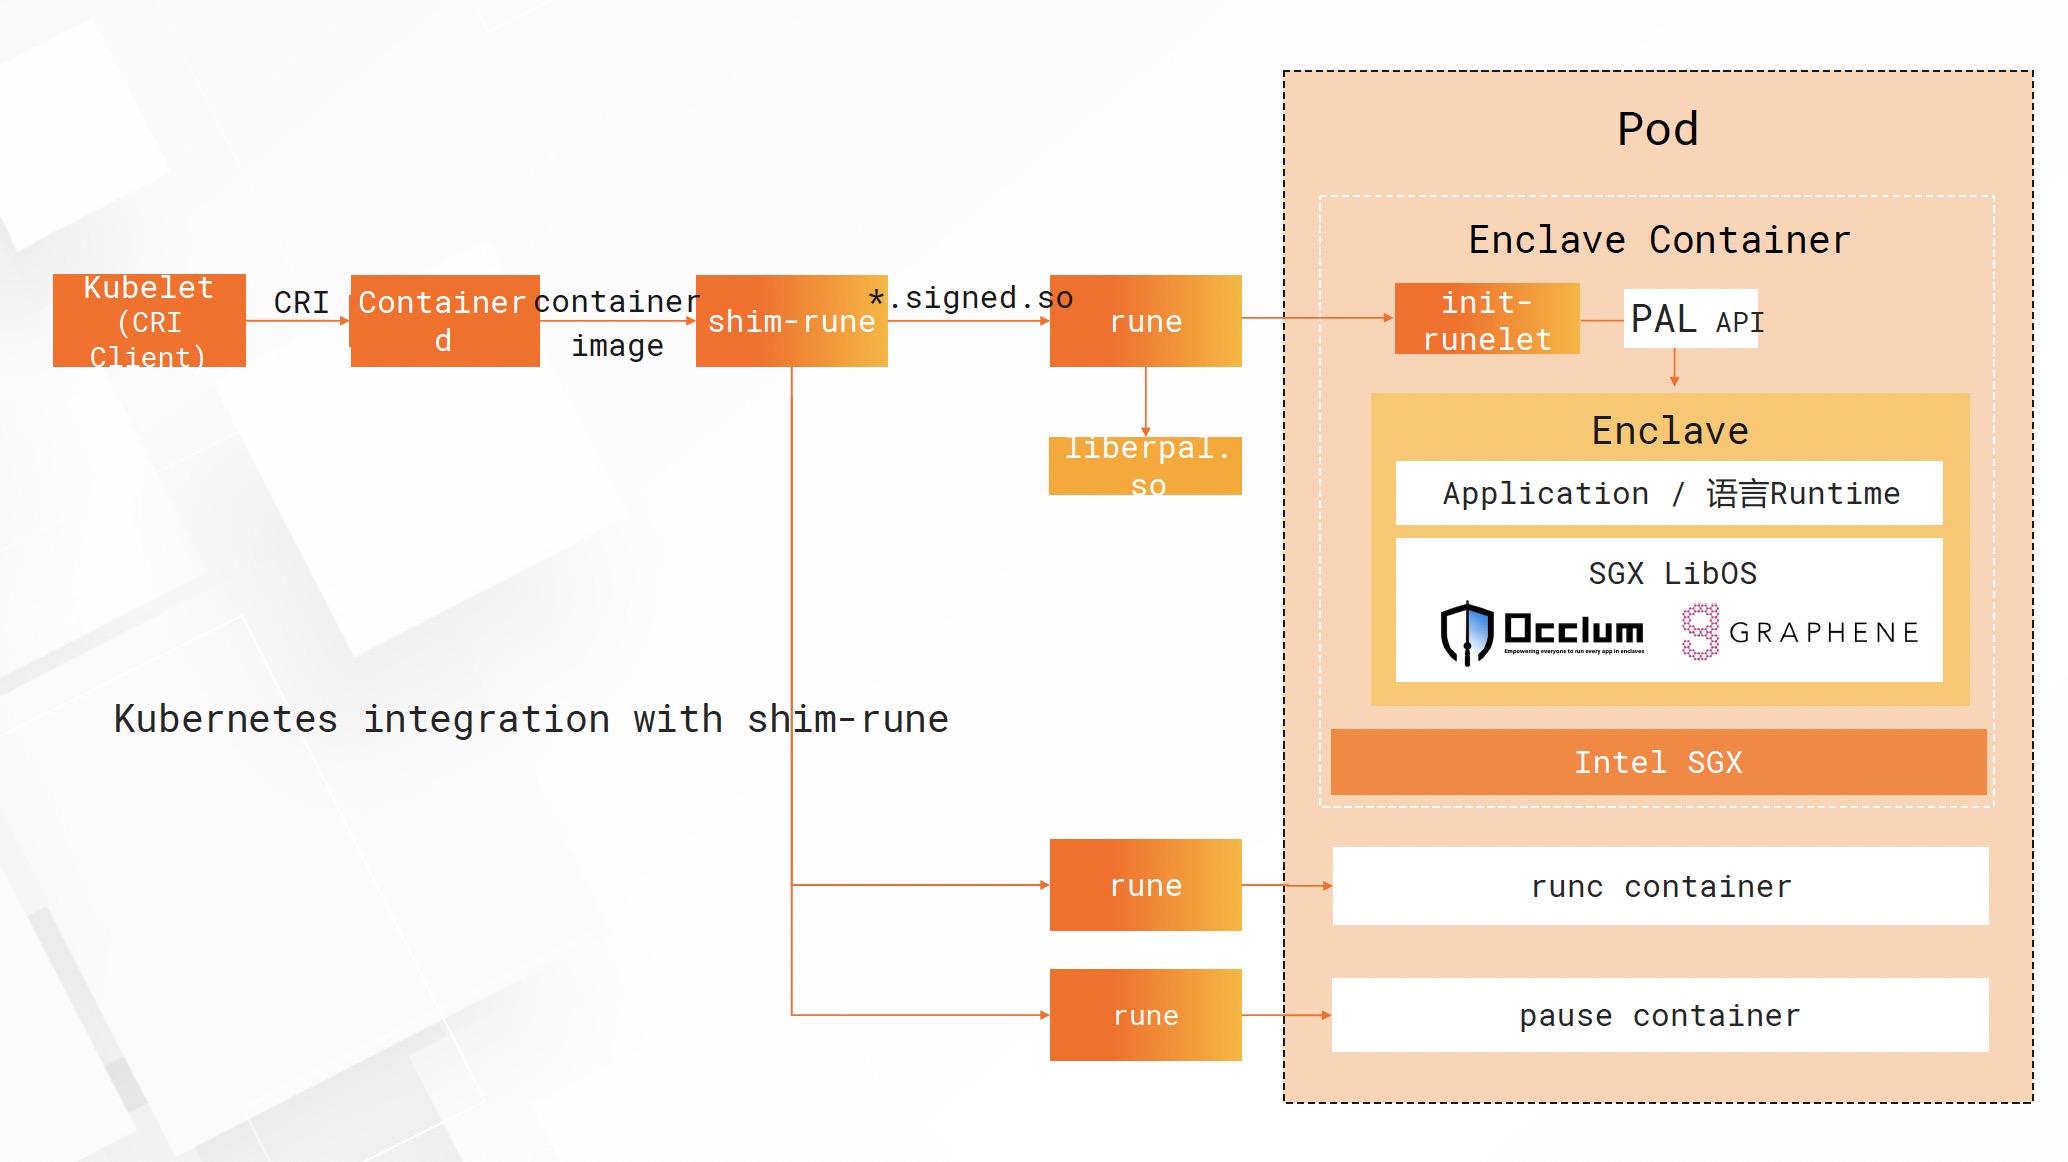 Pod
Enclave Container
Kubelet
(CRI
Client)
CRI
Container
d
container
image
shim-rune
*.signed.so
rune
init-
runelet
PAL API
liberpal.
so
Enclave
Application / 语言Runtime
SGX LibOS
Occlum
Empowering everyone to run every app in enclaves
GRAPHENE
Kubernetes integration with shim-rune
Intel SGX
rune
runc container
rune
pause container